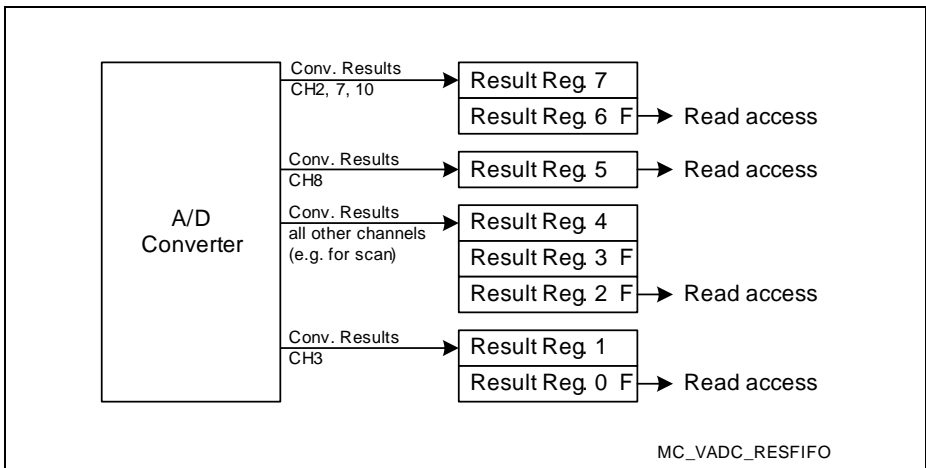 Conv. Results
CH2, 7, 10
Result Reg. 7
Result Reg. 6 F
Read access
Conv. Results
CH8
Result Reg. 5
Read access
A/D
Converter
Conv. Results
all other channels
(e.g. for scan)
Result Reg. 4
Result Reg. 3 F
Result Reg. 2 F
Read access
Conv. Results
CH3
Result Reg. 1
Result Reg. 0 F
Read access
MC_VADC_RESFIFO